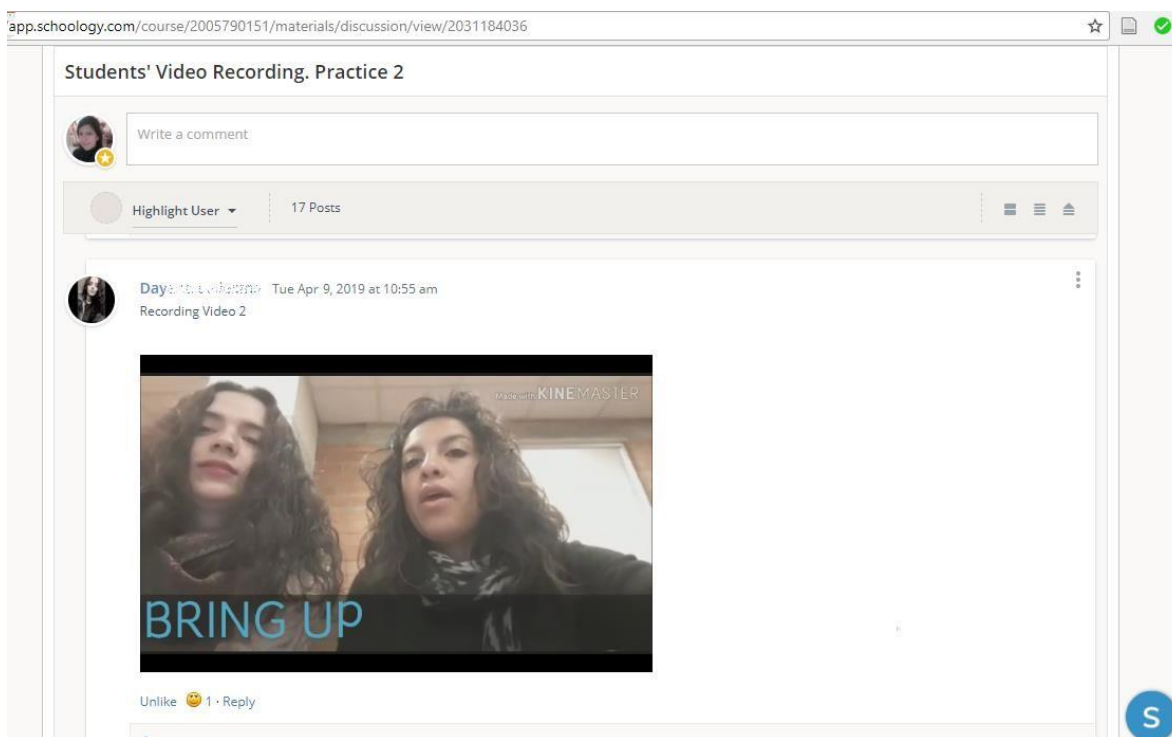 app.schoology.com/course/2005790151/materials/discussion/view/2031184036
Students' Video Recording. Practice 2
Write a comment
Highlight User
17 Posts
Day
Tue Apr 9, 2019 at 10:55 am
Recording Video 2
Made with KINEMASTER
BRING UP
Unlike 1 · Reply
S